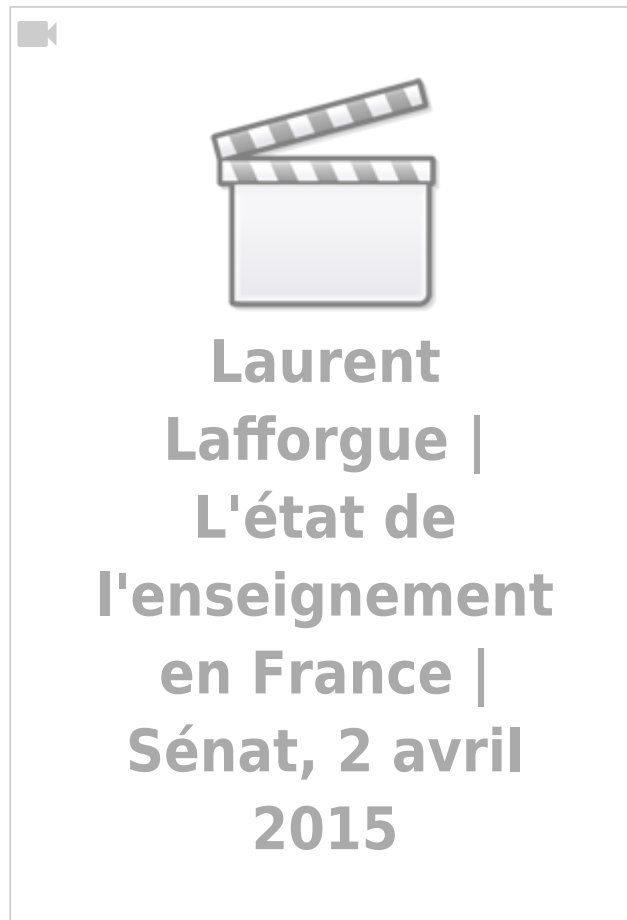 Laurent
Lafforgue |
L'état de
l'enseignement
en France |
Sénat, 2 avril
2015